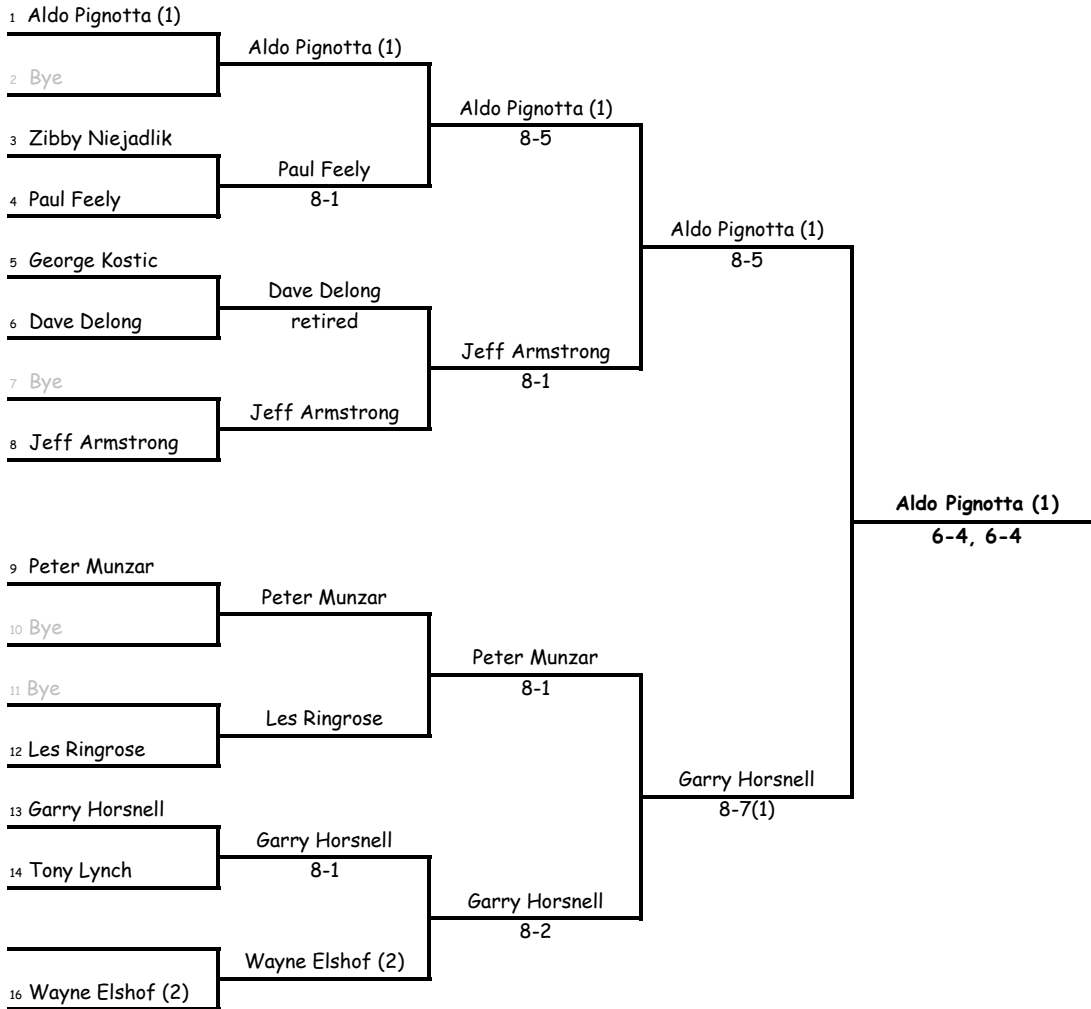 1 Aldo Pignotta (1)
Aldo Pignotta (1)
2 Bye
Aldo Pignotta (1)
8-5
3 Zibby Niejadlik
Paul Feely
8-1
4 Paul Feely
Aldo Pignotta (1)
8-5
5 George Kostic
Dave Delong
retired
6 Dave Delong
Jeff Armstrong
8-1
7 Bye
Jeff Armstrong
8 Jeff Armstrong
Aldo Pignotta (1)
6-4, 6-4
9 Peter Munzar
Peter Munzar
10 Bye
Peter Munzar
8-1
11 Bye
Les Ringrose
12 Les Ringrose
Garry Horsnell
8-7(1)
13 Garry Horsnell
Garry Horsnell
8-1
14 Tony Lynch
Garry Horsnell
8-2
Wayne Elshof (2)
16 Wayne Elshof (2)